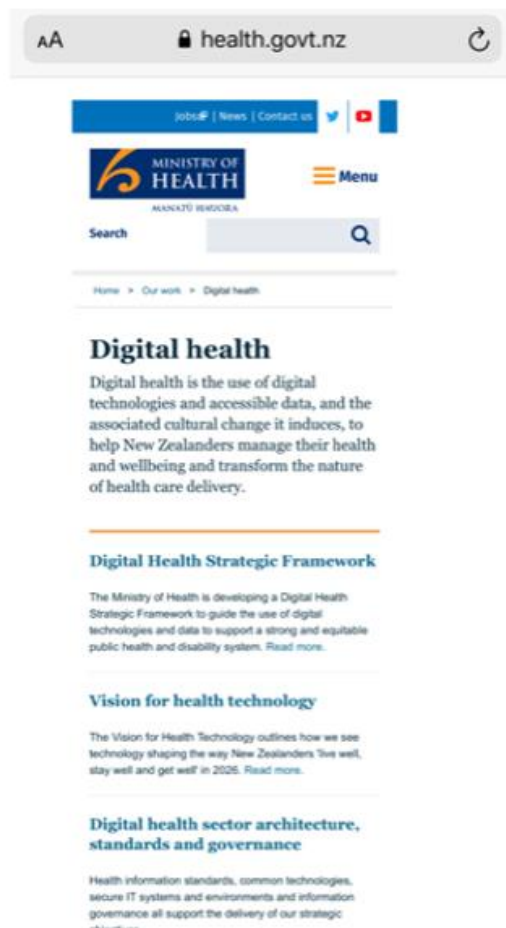 AA health.govt.nz
Jobs | News | Contact us
MINISTRY OF
HEALTH
MANATŪ HAUORA
Menu
Search
Home > Our work > Digital health
Digital health
Digital health is the use of digital
technologies and accessible data, and the
associated cultural change it induces, to
help New Zealanders manage their health
and wellbeing and transform the nature
of health care delivery.
Digital Health Strategic Framework
The Ministry of Health is developing a Digital Health
Strategic Framework to guide the use of digital
technologies and data to support a strong and equitable
public health and disability system. Read more.
Vision for health technology
The Vision for Health Technology outlines how we see
technology shaping the way New Zealanders 'live well,
stay well and get well' in 2026. Read more.
Digital health sector architecture,
standards and governance
Health information standards, common technologies,
secure IT systems and environments and information
governance all support the delivery of our strategic